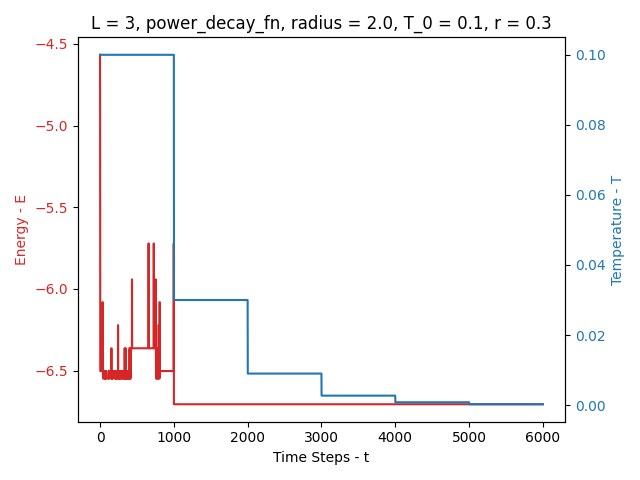 L = 3, power_decay_fn, radius = 2.0, T_0 = 0.1, r = 0.3
Energy - E
−4.5
−5.0
−5.5
−6.0
−6.5
0.10
0.08
0.06
0.04
0.02
0.00
Temperature - T
0 1000 2000 3000 4000 5000 6000
Time Steps - t